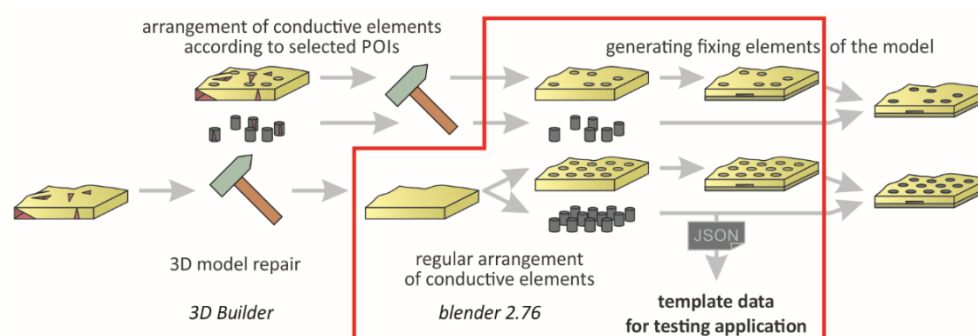 arrangement of conductive elements
according to selected POIs
generating fixing elements of the model
JSON
3D model repair
regular arrangement
of conductive elements
3D Builder
blender 2.76
template data
for testing application